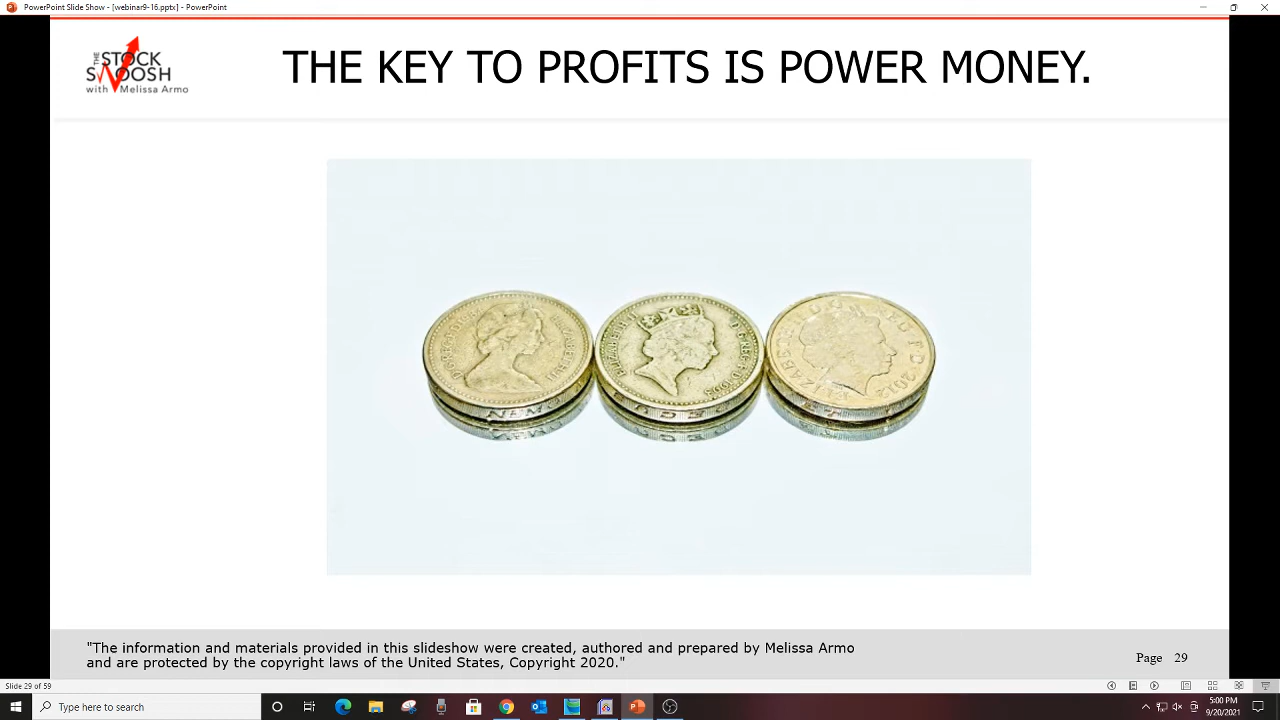 PowerPoint Slide Show - [webinar9-16.pptx] - PowerPoint
THE STOCK
SWOOSH
with Melissa Armo
THE KEY TO PROFITS IS POWER MONEY.
"The information and materials provided in this slideshow were created, authored and prepared by Melissa Armo
and are protected by the copyright laws of the United States, Copyright 2020."
Page 29
Slide 29 of 59
Type here to search
5:00 PM
9/20/2021